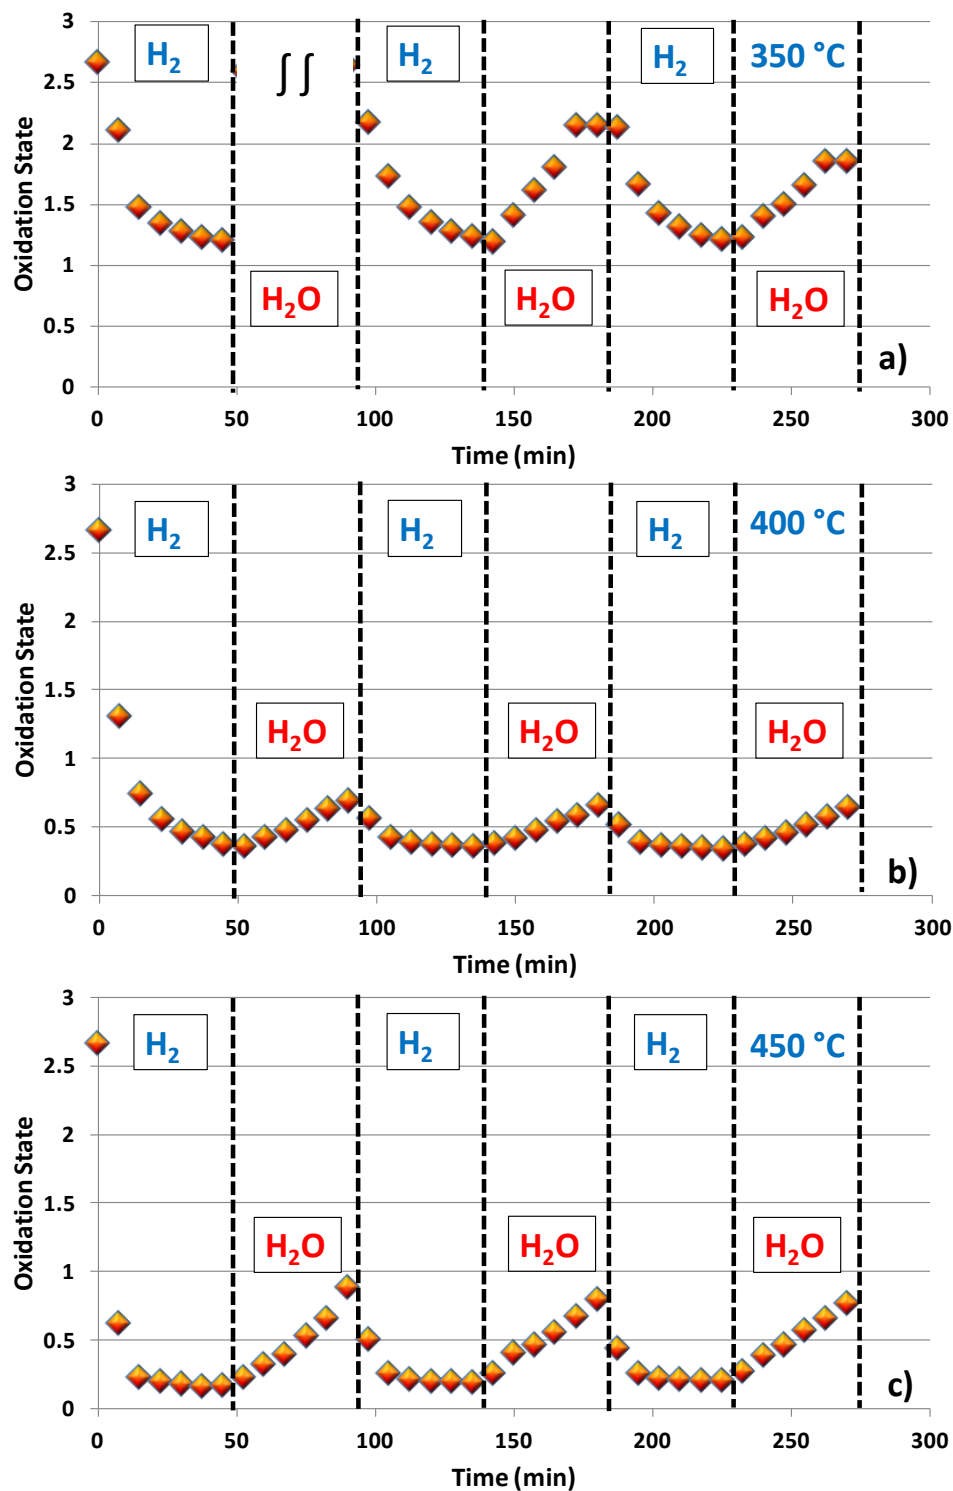 3
H₂
∫∫
H₂
H₂
350 °C
2.5
2
1.5
1
H₂O
H₂O
H₂O
0.5
a)
0
0 50 100 150 200 250 300
Oxidation State
Time (min)
3
H₂
H₂
H₂
400 °C
2.5
2
1.5
1
H₂O
H₂O
H₂O
0.5
b)
0
0 50 100 150 200 250 300
Oxidation State
Time (min)
3
H₂
H₂
H₂
450 °C
2.5
2
1.5
H₂O
H₂O
H₂O
1
0.5
c)
0
0 50 100 150 200 250 300
Oxidation State
Time (min)